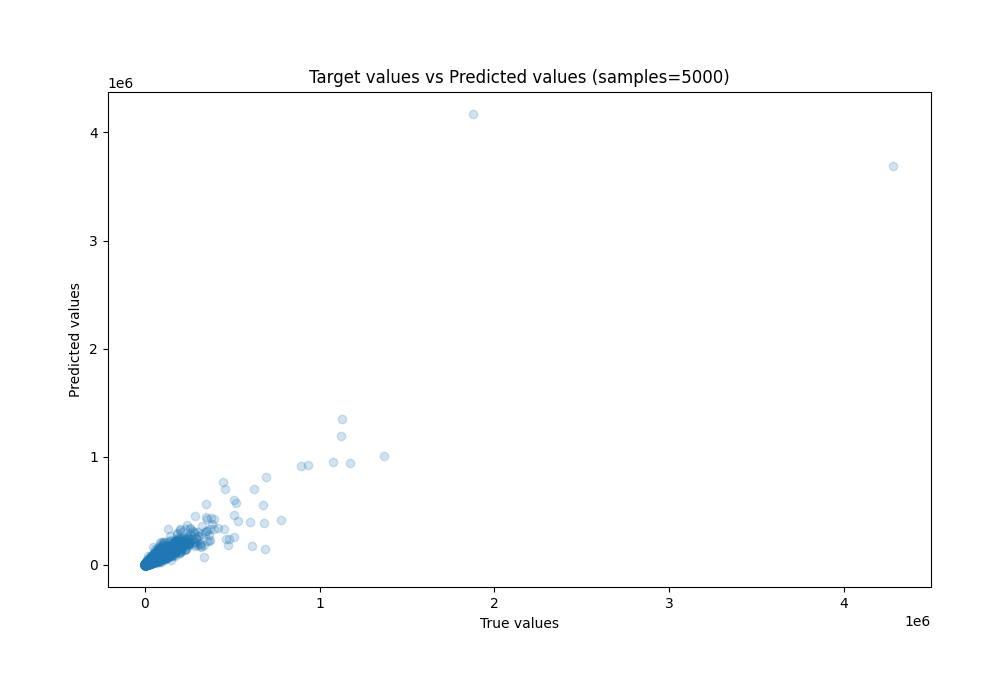 Target values vs Predicted values (samples=5000)
1e6
4
3
2
1
0
Predicted values
0 1 2 3 4
1e6
True values